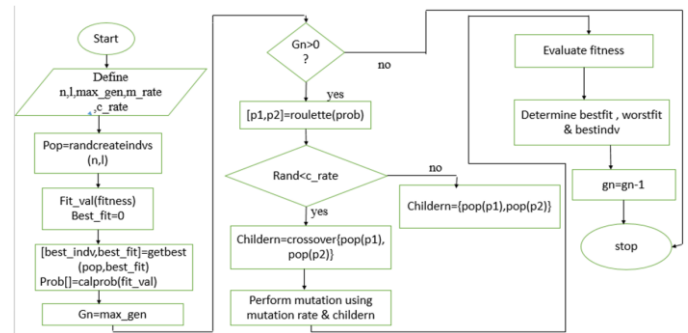 Start
Define
n,l,max_gen,m_rate
,c_rate
Pop=randcreateindvs
(n,l)
Fit_val(fitness)
Best_fit=0
[best_indv,best_fit]=getbest
(pop,best_fit)
Prob[]=calprob(fit_val)
Gn=max_gen
Gn>0
?
no
yes
[p1,p2]=roulette(prob)
Rand<c_rate
no
yes
Childern={pop(p1),pop(p2)}
Childern=crossover{pop(p1),
pop(p2)}
Perform mutation using
mutation rate & childern
Evaluate fitness
Determine bestfit , worstfit
& bestindv
gn=gn-1
stop